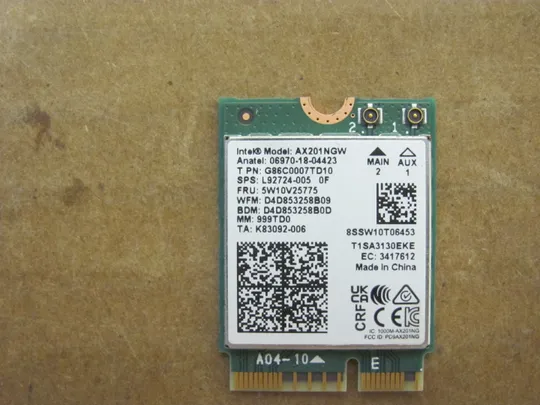 2 1
Intel® Model: AX201NGW
Anatel: 06970-18-04423
T PN: G86C0007TD10
SPS: L92724-005 0F
FRU: 5W10V25775
WFM: D4D853258B09
BDM: D4D853258B0D
MM: 999TD0
TA: K83092-006
MAIN AUX
2 1
8SSW10T06453
T1SA3130EKE
EC: 3417612
Made in China
UK CA
CRFID
CE
IC: 1000M-AX201NG
FCC ID: PD9AX201NG
A04-10
E